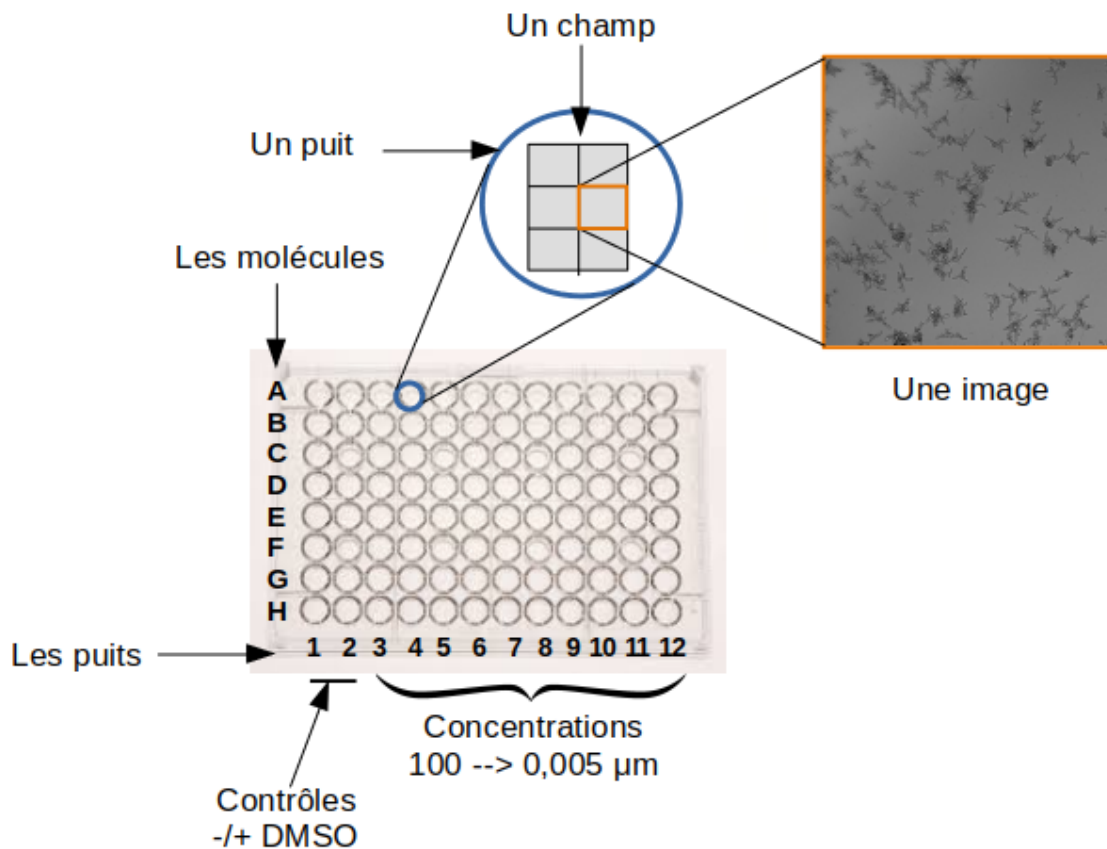 Un champ
Un puit
Les molécules
Une image
A
B
C
D
E
F
G
H
Les puits
1 2 3 4 5 6 7 8 9 10 11 12
Concentrations
100 --> 0,005 µm
Contrôles
-/+ DMSO